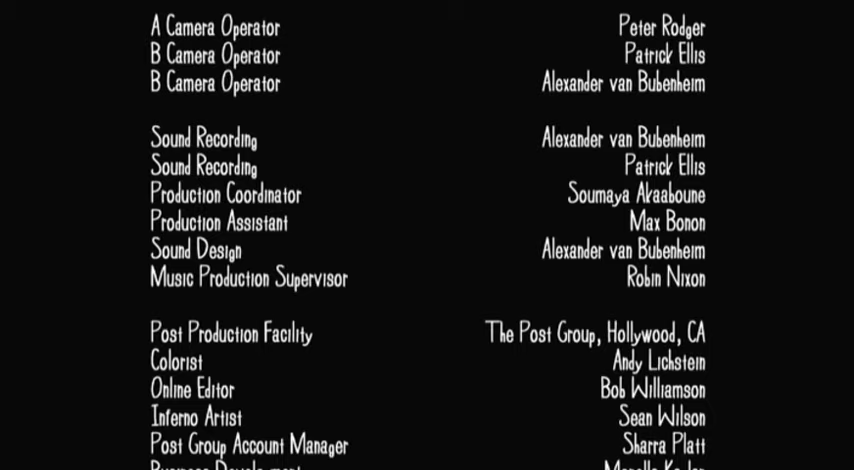 A Camera Operator Peter Rodger
B Camera Operator Patrick Ellis
B Camera Operator Alexander van Bubenheim
Sound Recording Alexander van Bubenheim
Sound Recording Patrick Ellis
Production Coordinator Soumaya Akaaboune
Production Assistant Max Bonon
Sound Design Alexander van Bubenheim
Music Production Supervisor Robin Nixon
Post Production Facility The Post Group, Hollywood, CA
Colorist Andy Lichstein
Online Editor Bob Williamson
Inferno Artist Sean Wilson
Post Group Account Manager Sharra Platt